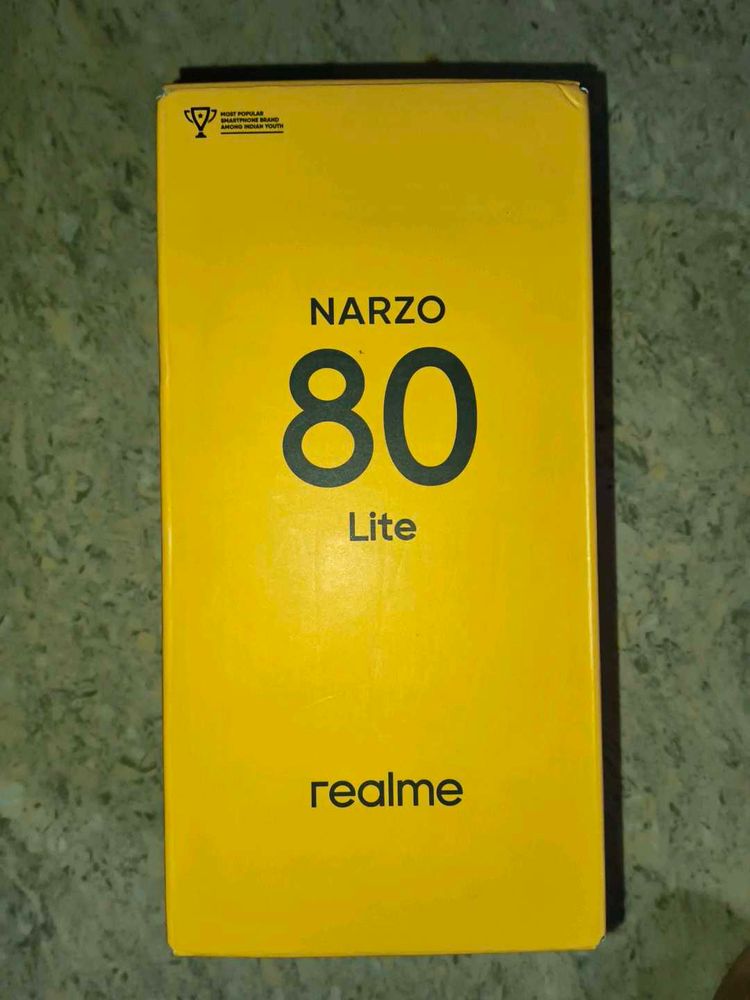 MOST POPULAR
SMARTPHONE BRAND
AMONG INDIAN YOUTH
NARZO
80
Lite
realme